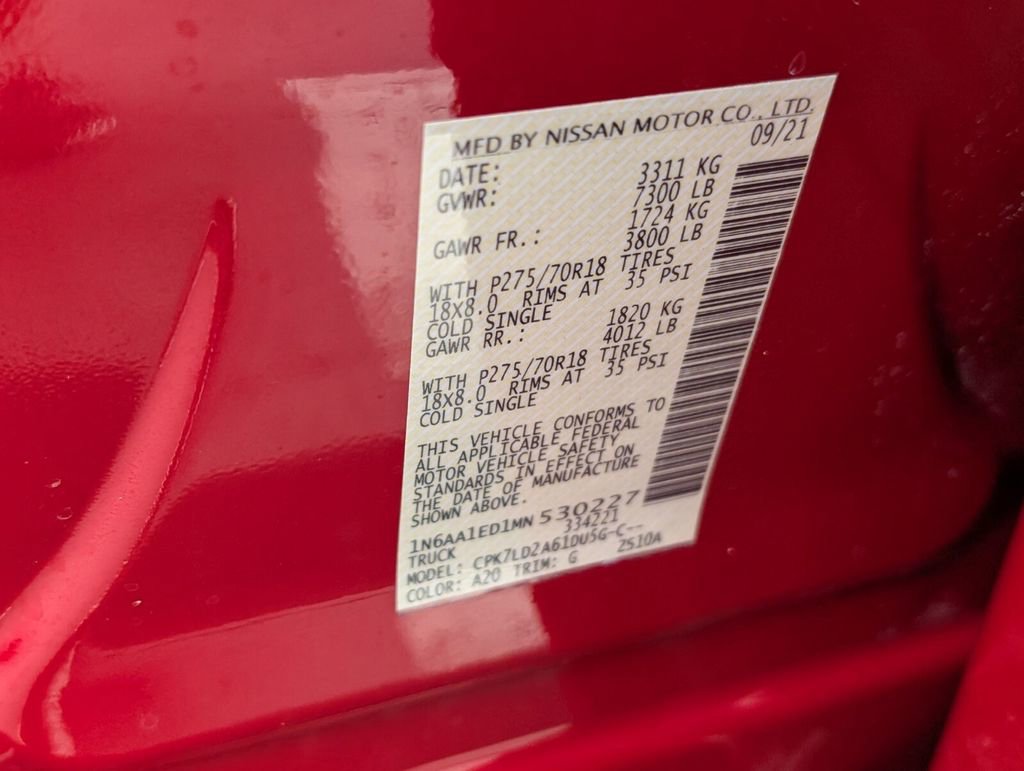 MFD BY NISSAN MOTOR CO., LTD.
DATE: 09/21
GVWR: 3311 KG
7300 LB
GAWR FR.: 1724 KG
3800 LB
WITH P275/70R18 TIRES
18X8.0 RIMS AT 35 PSI
COLD SINGLE
GAWR RR.: 1820 KG
4012 LB
WITH P275/70R18 TIRES
18X8.0 RIMS AT 35 PSI
COLD SINGLE
THIS VEHICLE CONFORMS TO
ALL APPLICABLE FEDERAL
MOTOR VEHICLE SAFETY
STANDARDS IN EFFECT ON
THE DATE OF MANUFACTURE
SHOWN ABOVE.
1N6AA1ED1MN530227
TRUCK 334221
MODEL: CPK7LD2A61DU5G-C--
COLOR: A20 TRIM: G ZS10A